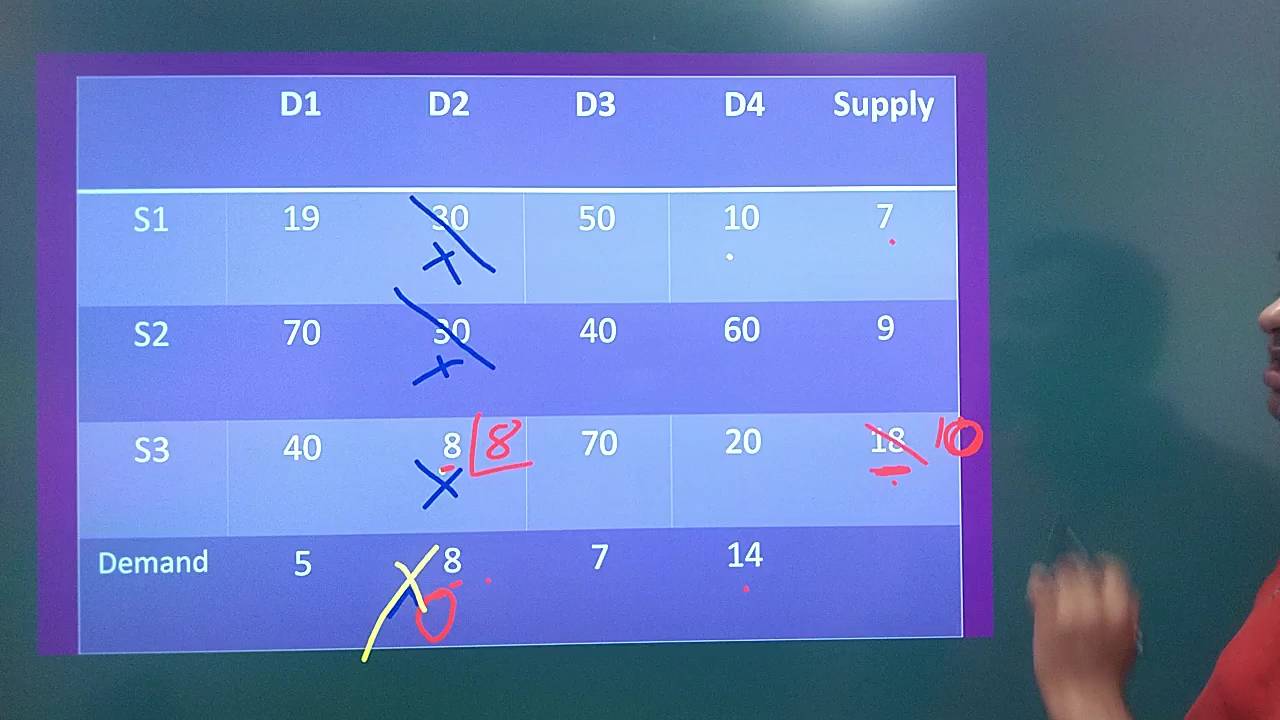 D1 D2 D3 D4 Supply
S1 19 30 50 10 7
S2 70 30 40 60 9
S3 40 8 8 70 20 18 10
Demand 5 8 7 14
0